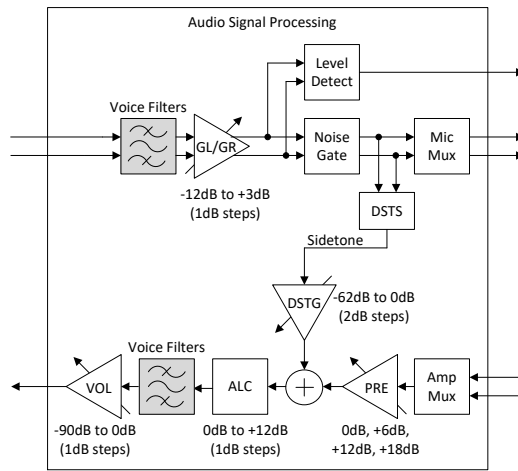 Audio Signal Processing
Level
Detect
Voice Filters
GL/GR
Noise
Gate
Mic
Mux
-12dB to +3dB
(1dB steps)
DSTS
Sidetone
DSTG
-62dB to 0dB
(2dB steps)
Voice Filters
VOL
ALC
+
PRE
Amp
Mux
-90dB to 0dB
(1dB steps)
0dB to +12dB
(1dB steps)
0dB, +6dB,
+12dB, +18dB